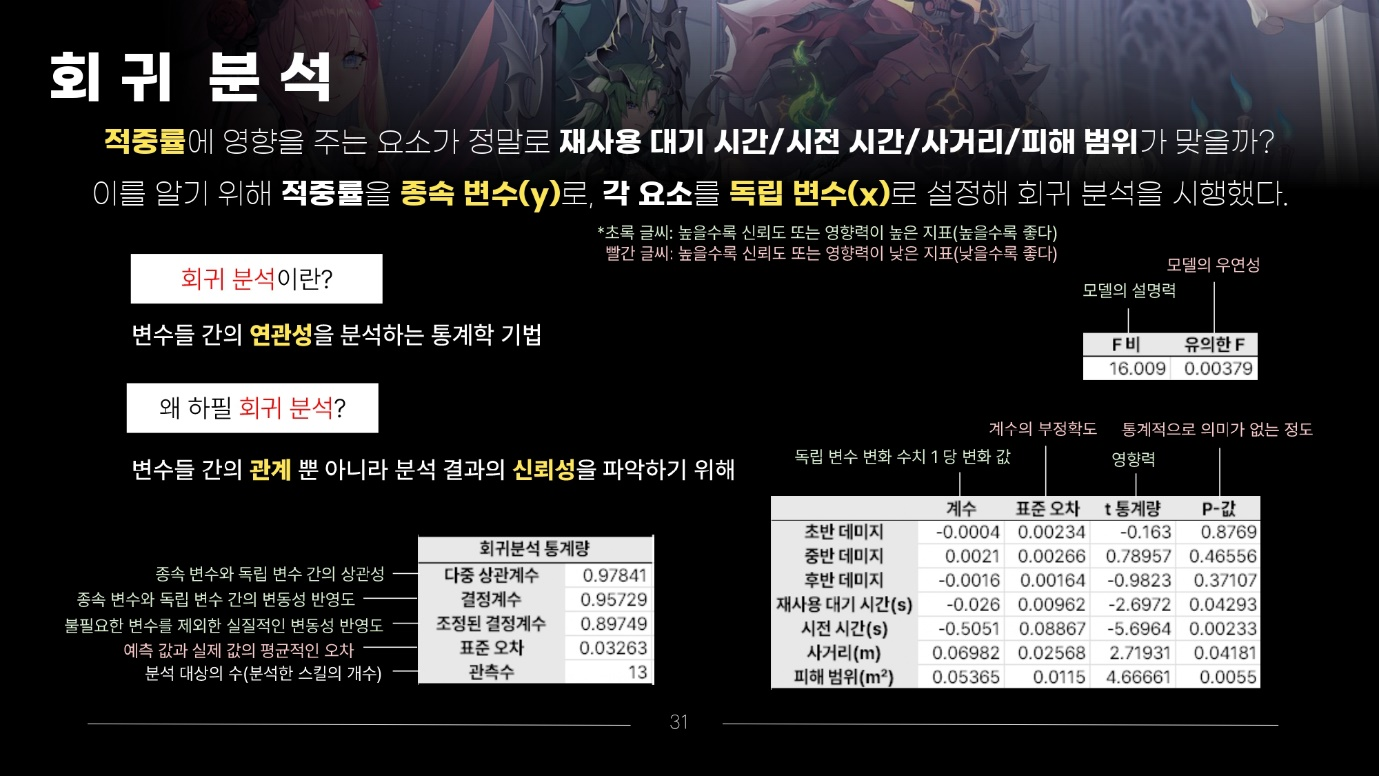 회귀 분석
적중률에 영향을 주는 요소가 정말로 재사용 대기 시간/시전 시간/사거리/피해 범위가 맞을까?
이를 알기 위해 적중률을 종속 변수(y)로, 각 요소를 독립 변수(x)로 설정해 회귀 분석을 시행했다.
*초록 글씨: 높을수록 신뢰도 또는 영향력이 높은 지표(높을수록 좋다)
빨간 글씨: 높을수록 신뢰도 또는 영향력이 낮은 지표(낮을수록 좋다)
회귀 분석이란?
변수들 간의 연관성을 분석하는 통계학 기법
왜 하필 회귀 분석?
변수들 간의 관계 뿐 아니라 분석 결과의 신뢰성을 파악하기 위해
모델의 우연성
모델의 설명력
F 비 유의한 F
16.009 0.00379
회귀분석 통계량
종속 변수와 독립 변수 간의 상관성 다중 상관계수 0.97841
종속 변수와 독립 변수 간의 변동성 반영도 결정계수 0.95729
불필요한 변수를 제외한 실질적인 변동성 반영도 조정된 결정계수 0.89749
예측 값과 실제 값의 평균적인 오차 표준 오차 0.03263
분석 대상의 수(분석한 스킬의 개수) 관측수 13
계수의 부정확도 통계적으로 의미가 없는 정도
독립 변수 변화 수치 1 당 변화 값 영향력
계수 표준 오차 t 통계량 P-값
초반 데미지 -0.0004 0.00234 -0.163 0.8769
중반 데미지 0.0021 0.00266 0.78957 0.46556
후반 데미지 -0.0016 0.00164 -0.9823 0.37107
재사용 대기 시간(s) -0.026 0.00962 -2.6972 0.04293
시전 시간(s) -0.5051 0.08867 -5.6964 0.00233
사거리(m) 0.06982 0.02568 2.71931 0.04181
피해 범위(m²) 0.05365 0.0115 4.66661 0.0055
31